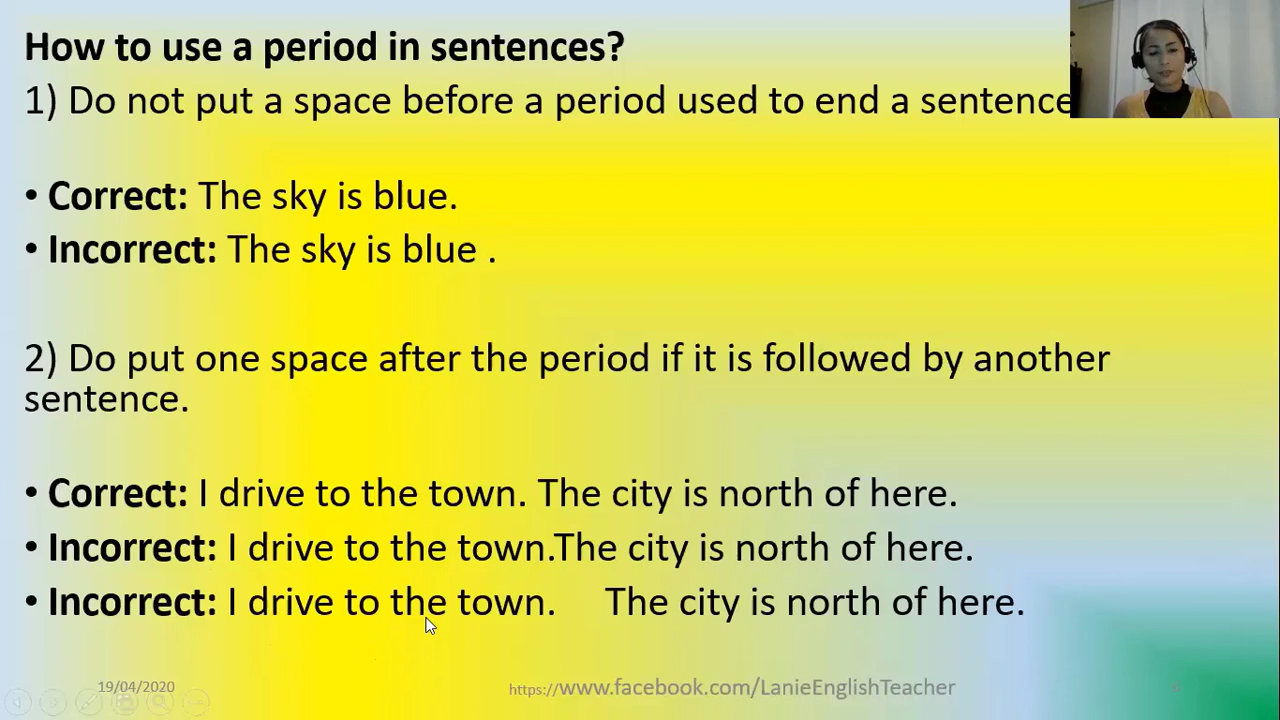 How to use a period in sentences?
1) Do not put a space before a period used to end a sentence
• Correct: The sky is blue.
• Incorrect: The sky is blue .
2) Do put one space after the period if it is followed by another
sentence.
• Correct: I drive to the town. The city is north of here.
• Incorrect: I drive to the town.The city is north of here.
• Incorrect: I drive to the town.     The city is north of here.
19/04/2020 https://www.facebook.com/LanieEnglishTeacher